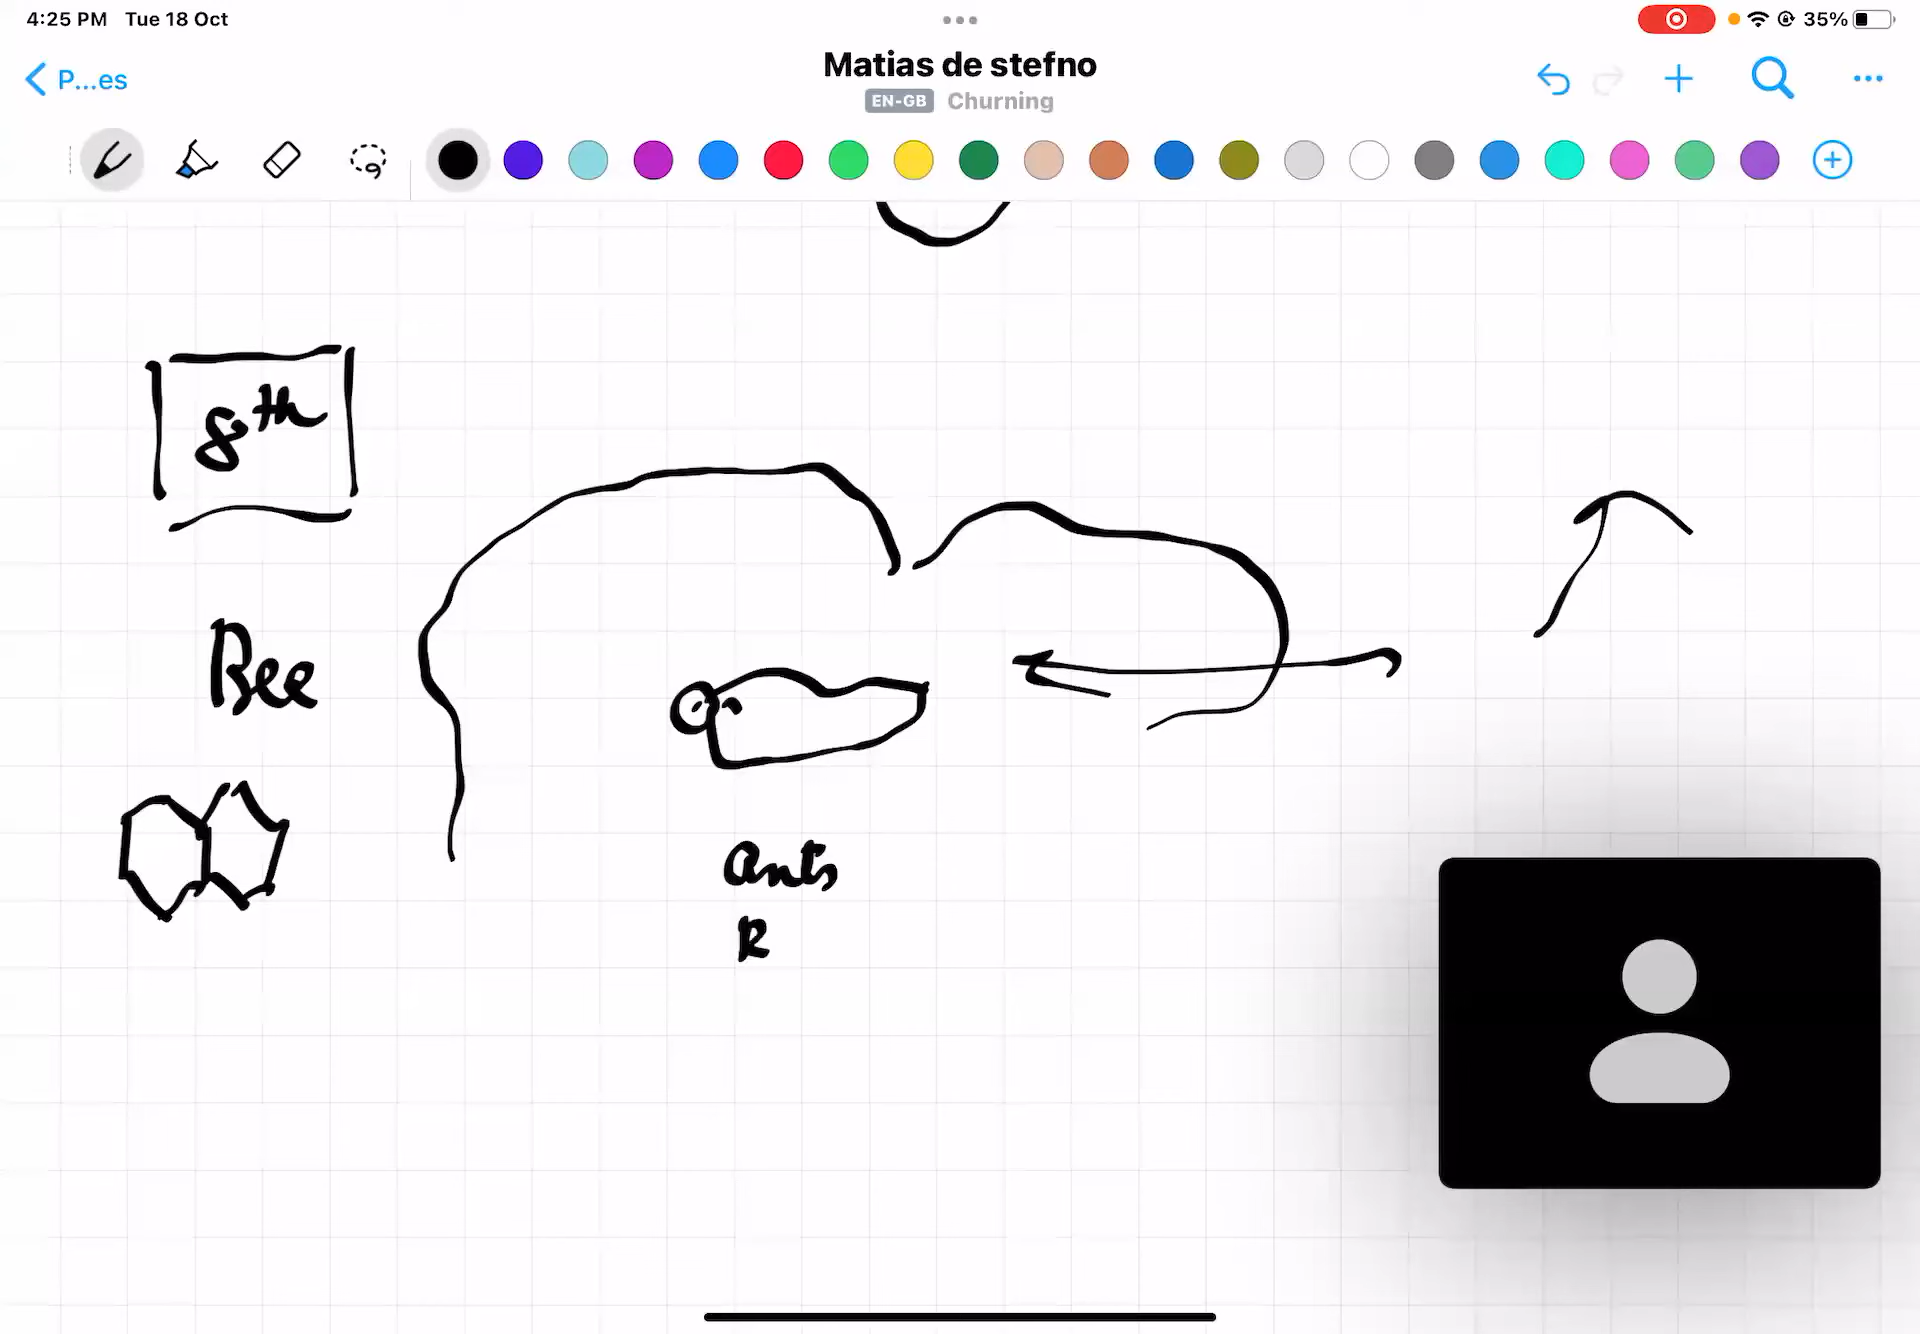 4:25 PM Tue 18 Oct
35%
Matias de stefno
P...es
EN-GB Churning
8th
Bee
ants
R